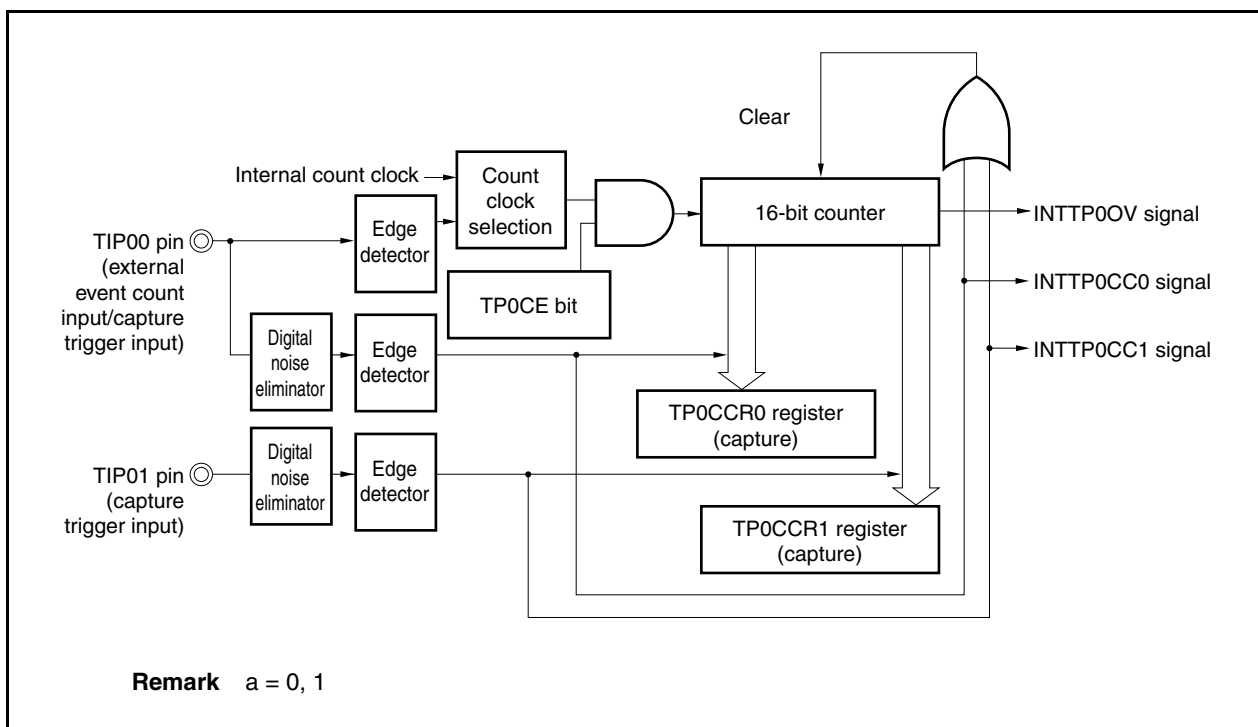 Clear
Internal count clock
Count
clock
selection
16-bit counter
INTTP0OV signal
TIP00 pin
(external
event count
input/capture
trigger input)
Edge
detector
TP0CE bit
INTTP0CC0 signal
Digital
noise
eliminator
Edge
detector
INTTP0CC1 signal
TP0CCR0 register
(capture)
TIP01 pin
(capture
trigger input)
Digital
noise
eliminator
Edge
detector
TP0CCR1 register
(capture)
Remark a = 0, 1